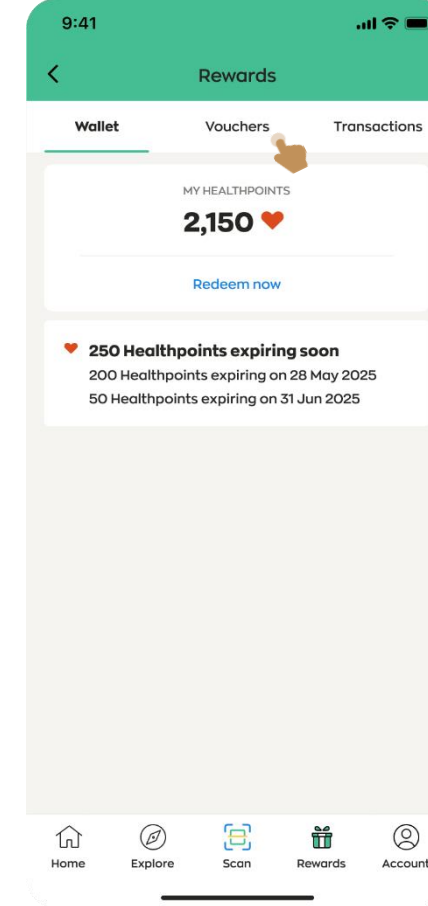 9:41
Rewards
Wallet Vouchers Transactions
MY HEALTHPOINTS
2,150
Redeem now
250 Healthpoints expiring soon
200 Healthpoints expiring on 28 May 2025
50 Healthpoints expiring on 31 Jun 2025
Home Explore Scan Rewards Account